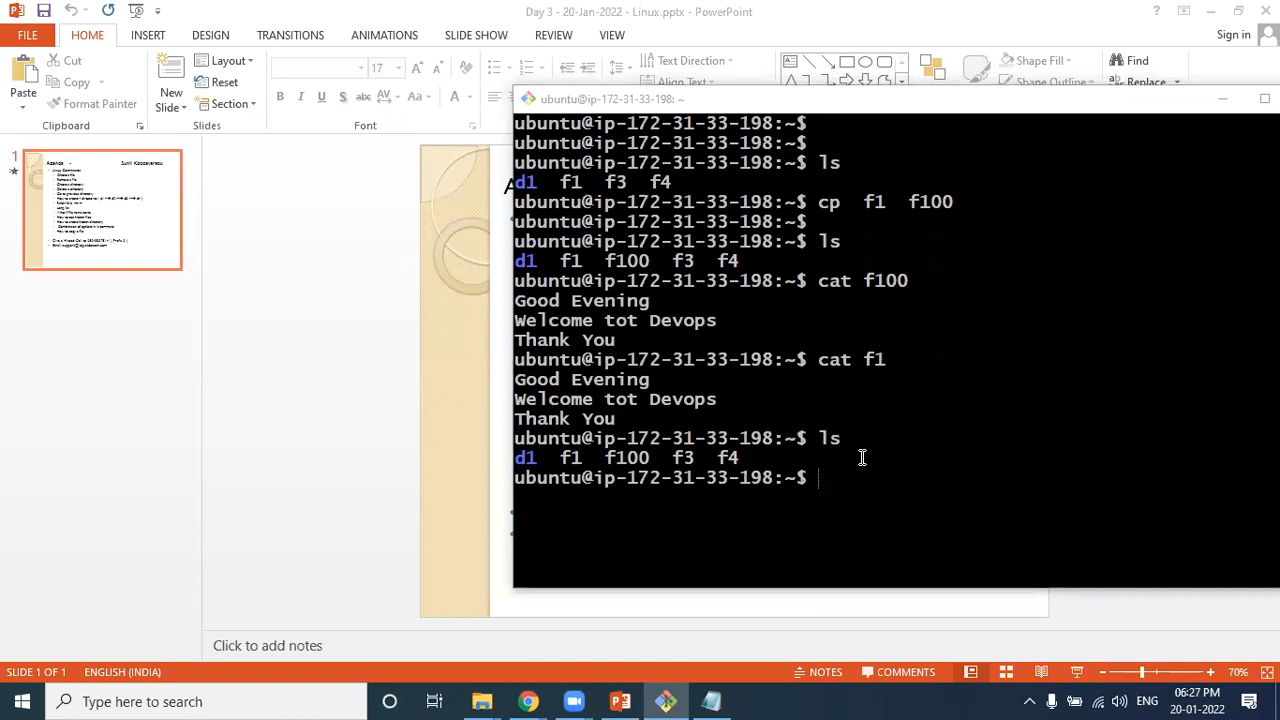 Day 3 - 20-Jan-2022 - Linux.pptx - PowerPoint
FILE HOME INSERT DESIGN TRANSITIONS ANIMATIONS SLIDE SHOW REVIEW VIEW Sign in
Cut
Copy
Format Painter
Paste
Clipboard
New
Slide
Layout
Reset
Section
Slides
17
B I U S abc AV Aa A
Font
Text Direction
Align Text
Shape Fill
Shape Outline
Find
Replace
1
Sunil
Linux Commands
ubuntu@ip-172-31-33-198: ~
ubuntu@ip-172-31-33-198:~$
ubuntu@ip-172-31-33-198:~$
ubuntu@ip-172-31-33-198:~$ ls
d1 f1 f3 f4
ubuntu@ip-172-31-33-198:~$ cp f1 f100
ubuntu@ip-172-31-33-198:~$
ubuntu@ip-172-31-33-198:~$ ls
d1 f1 f100 f3 f4
ubuntu@ip-172-31-33-198:~$ cat f100
Good Evening
Welcome tot Devops
Thank You
ubuntu@ip-172-31-33-198:~$ cat f1
Good Evening
Welcome tot Devops
Thank You
ubuntu@ip-172-31-33-198:~$ ls
d1 f1 f100 f3 f4
ubuntu@ip-172-31-33-198:~$
Click to add notes
SLIDE 1 OF 1 ENGLISH (INDIA) NOTES COMMENTS 70%
Type here to search
ENG
06:27 PM
20-01-2022